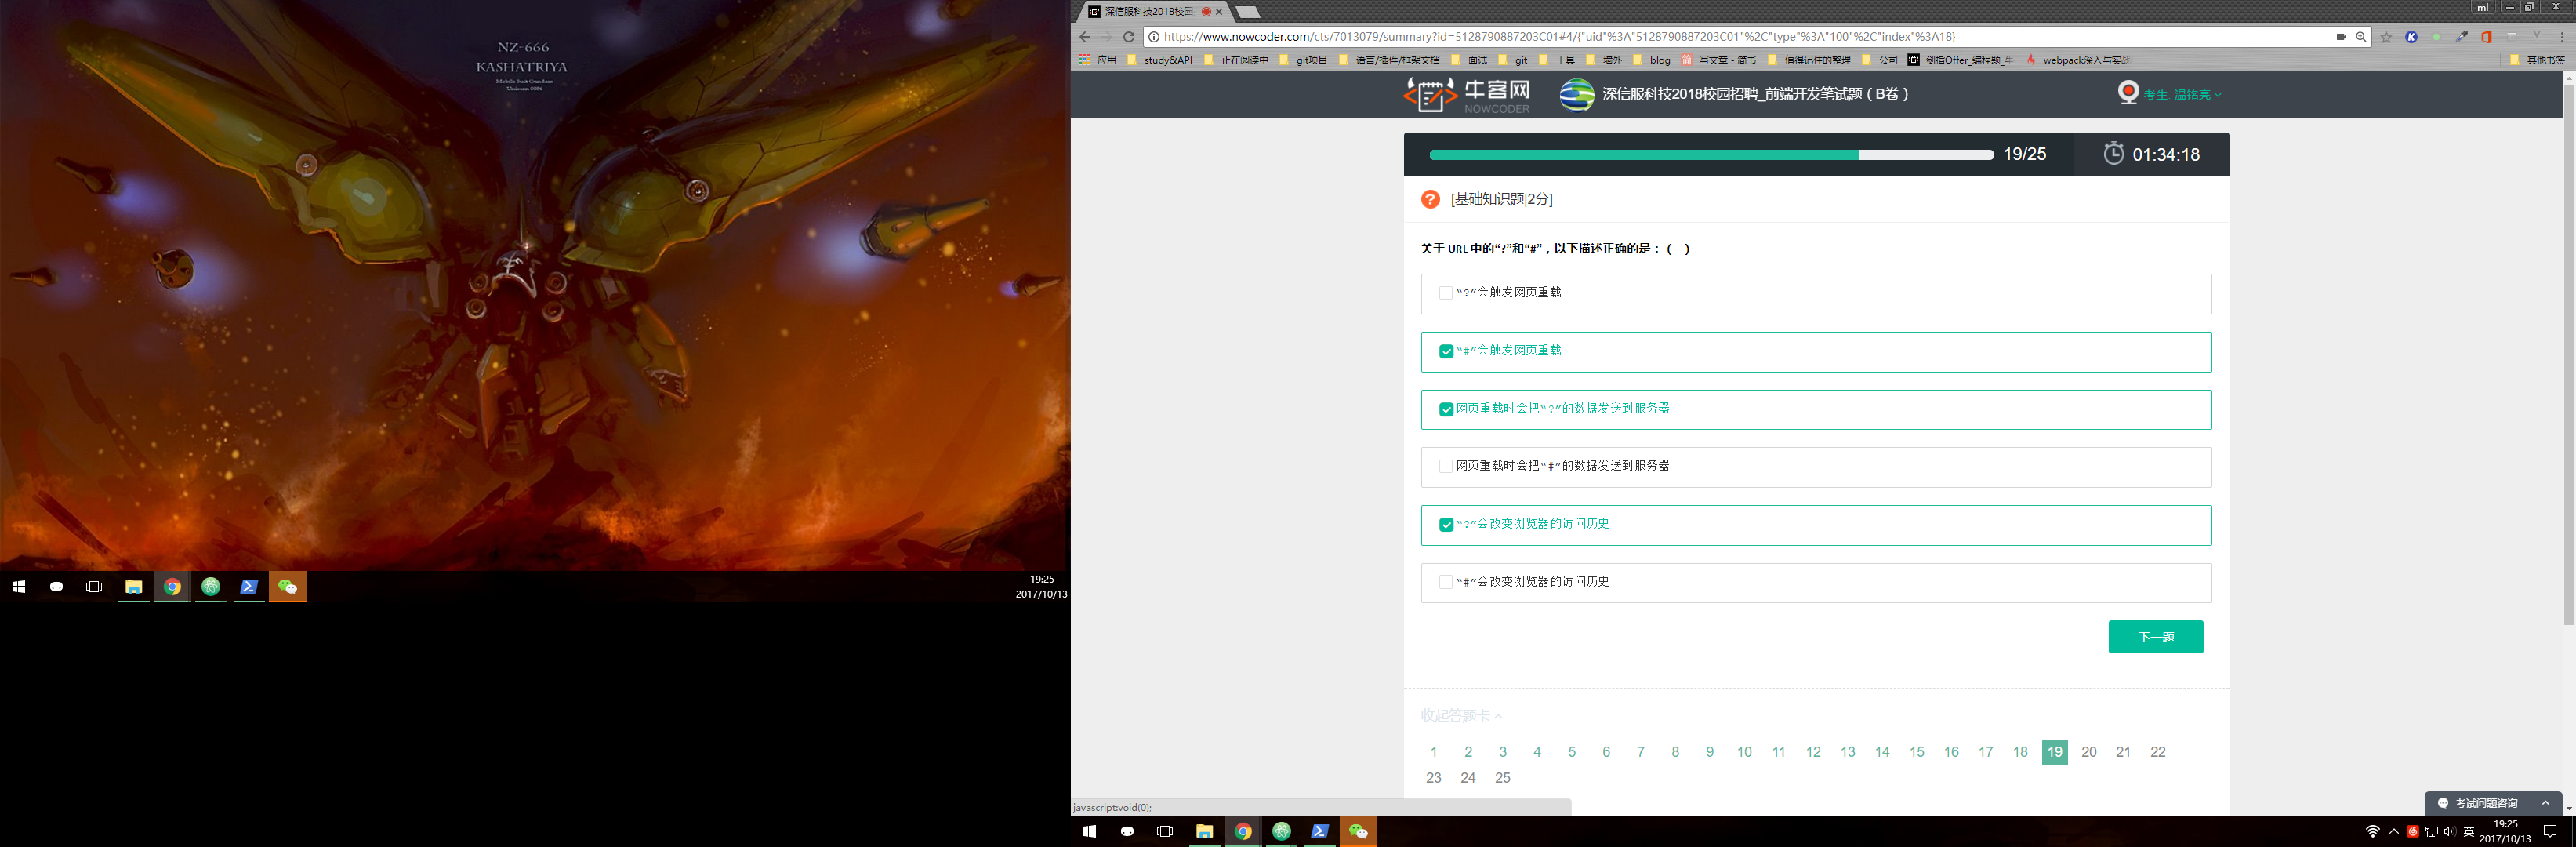 NZ-666
KASHATRIYA
Mobile Suit Gundam
Unicorn 0096
19:25
2017/10/13
深信服科技2018校园
ml
https://www.nowcoder.com/cts/7013079/summary?id=5128790887203C01#4/{"uid"%3A"5128790887203C01"%2C"type"%3A"100"%2C"index"%3A18}
应用 study&API 正在阅读中 git项目 语言/插件/框架文档 面试 git 工具 墙外 blog 写文章 - 简书 值得记住的整理 公司 剑指Offer_编程题_牛 webpack深入与实战 其他书签
牛客网
NOWCODER
深信服科技2018校园招聘_前端开发笔试题（B卷）
考生: 温铭亮
19/25
01:34:18
[基础知识题|2分]
关于 URL 中的“?”和“#”，以下描述正确的是：（ ）
“?”会触发网页重载
“#”会触发网页重载
网页重载时会把“?”的数据发送到服务器
网页重载时会把“#”的数据发送到服务器
“?”会改变浏览器的访问历史
“#”会改变浏览器的访问历史
下一题
收起答题卡
1 2 3 4 5 6 7 8 9 10 11 12 13 14 15 16 17 18 19 20 21 22
23 24 25
考试问题咨询
javascript:void(0);
英
19:25
2017/10/13